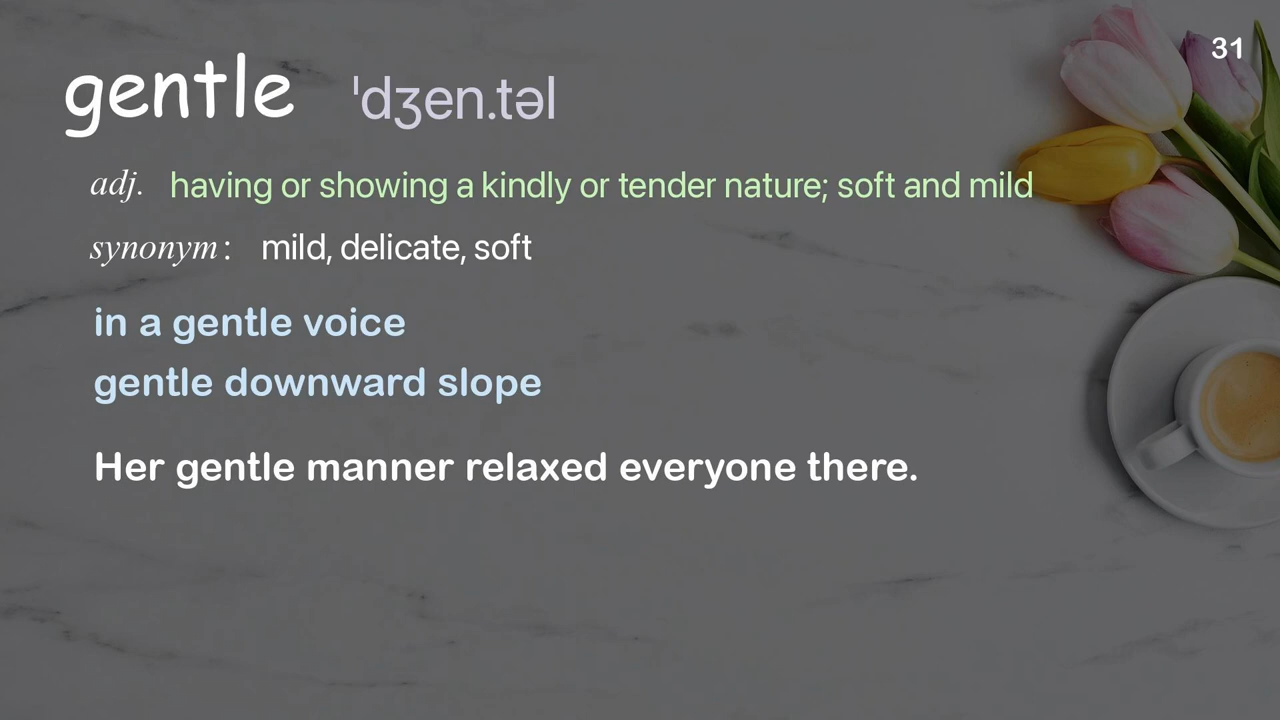 31
gentle ˈdʒen.təl
adj. having or showing a kindly or tender nature; soft and mild
synonym: mild, delicate, soft
in a gentle voice
gentle downward slope
Her gentle manner relaxed everyone there.